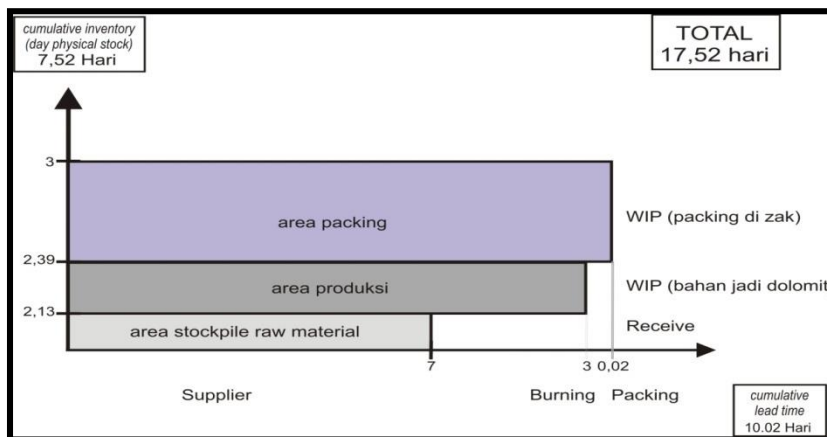 cumulative inventory
(day physical stock)
7,52 Hari
TOTAL
17,52 hari
3
area packing
WIP (packing di zak)
2,39
area produksi
WIP (bahan jadi dolomit
2,13
area stockpile raw material
Receive
7
3 0,02
Supplier
Burning
Packing
cumulative
lead time
10.02 Hari